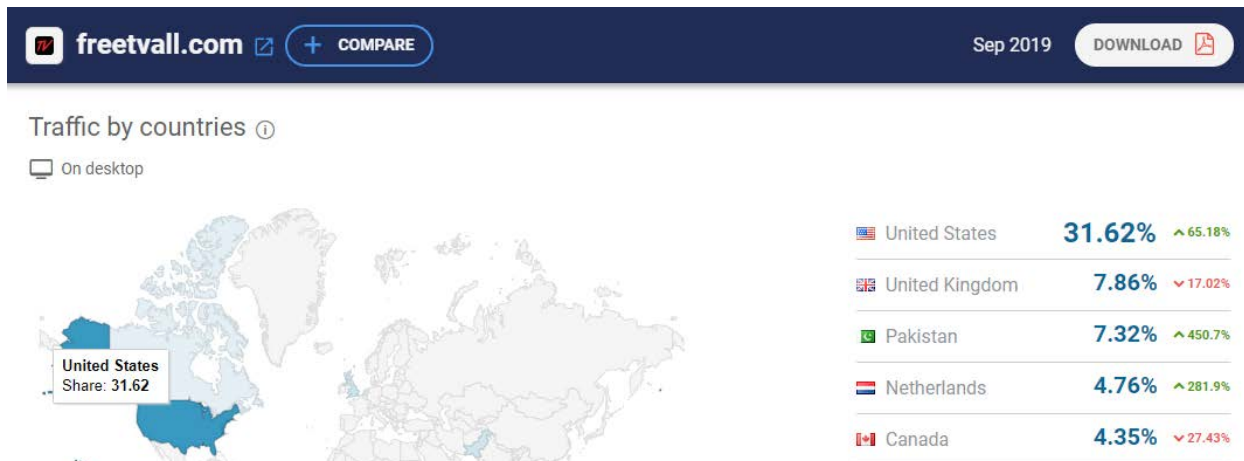 TV freetvall.com + COMPARE Sep 2019 DOWNLOAD
Traffic by countries
On desktop
United States 31.62% 65.18%
United Kingdom 7.86% 17.02%
Pakistan 7.32% 450.7%
United States
Share: 31.62
Netherlands 4.76% 281.9%
Canada 4.35% 27.43%